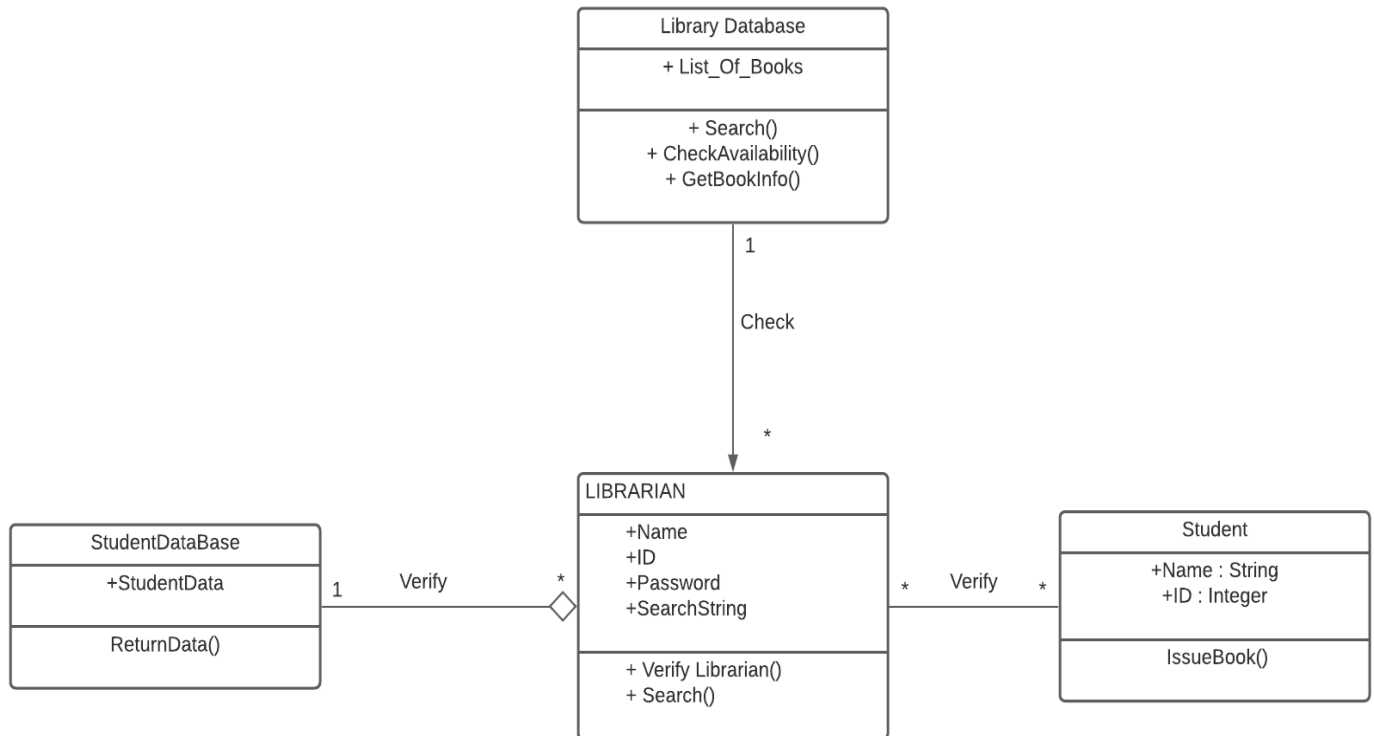 Library Database
+ List_Of_Books
+ Search()
+ CheckAvailability()
+ GetBookInfo()
1
Check
*
LIBRARIAN
+Name
+ID
+Password
+SearchString
+ Verify Librarian()
+ Search()
StudentDataBase
+StudentData
ReturnData()
1
Verify
*
*
Verify
*
Student
+Name : String
+ID : Integer
IssueBook()